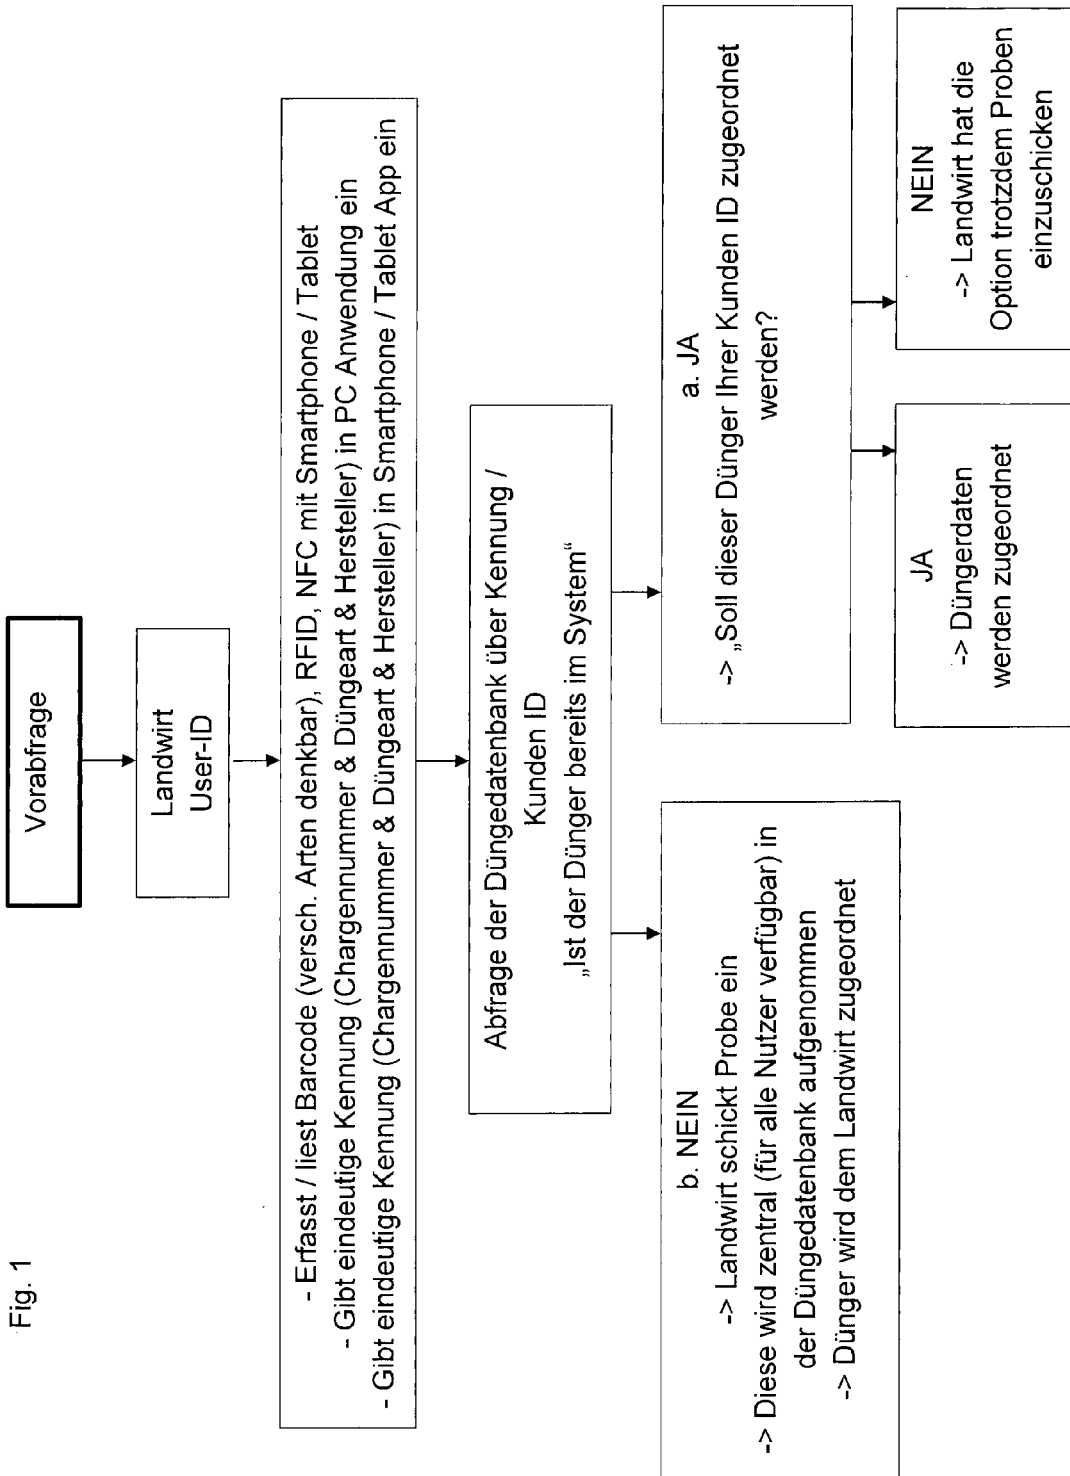 Fig. 1
Vorabfrage
Landwirt
User-ID
- Erfasst / liest Barcode (versch. Arten denkbar), RFID, NFC mit Smartphone / Tablet
- Gibt eindeutige Kennung (Chargennummer & Düngeart & Hersteller) in PC Anwendung ein
- Gibt eindeutige Kennung (Chargennummer & Düngeart & Hersteller) in Smartphone / Tablet App ein
Abfrage der Düngedatenbank über Kennung /
Kunden ID
„Ist der Dünger bereits im System“
b. NEIN
-> Landwirt schickt Probe ein
-> Diese wird zentral (für alle Nutzer verfügbar) in
der Düngedatenbank aufgenommen
-> Dünger wird dem Landwirt zugeordnet
a. JA
-> „Soll dieser Dünger Ihrer Kunden ID zugeordnet
werden?
JA
-> Düngerdaten
werden zugeordnet
NEIN
-> Landwirt hat die
Option trotzdem Proben
einzuschicken